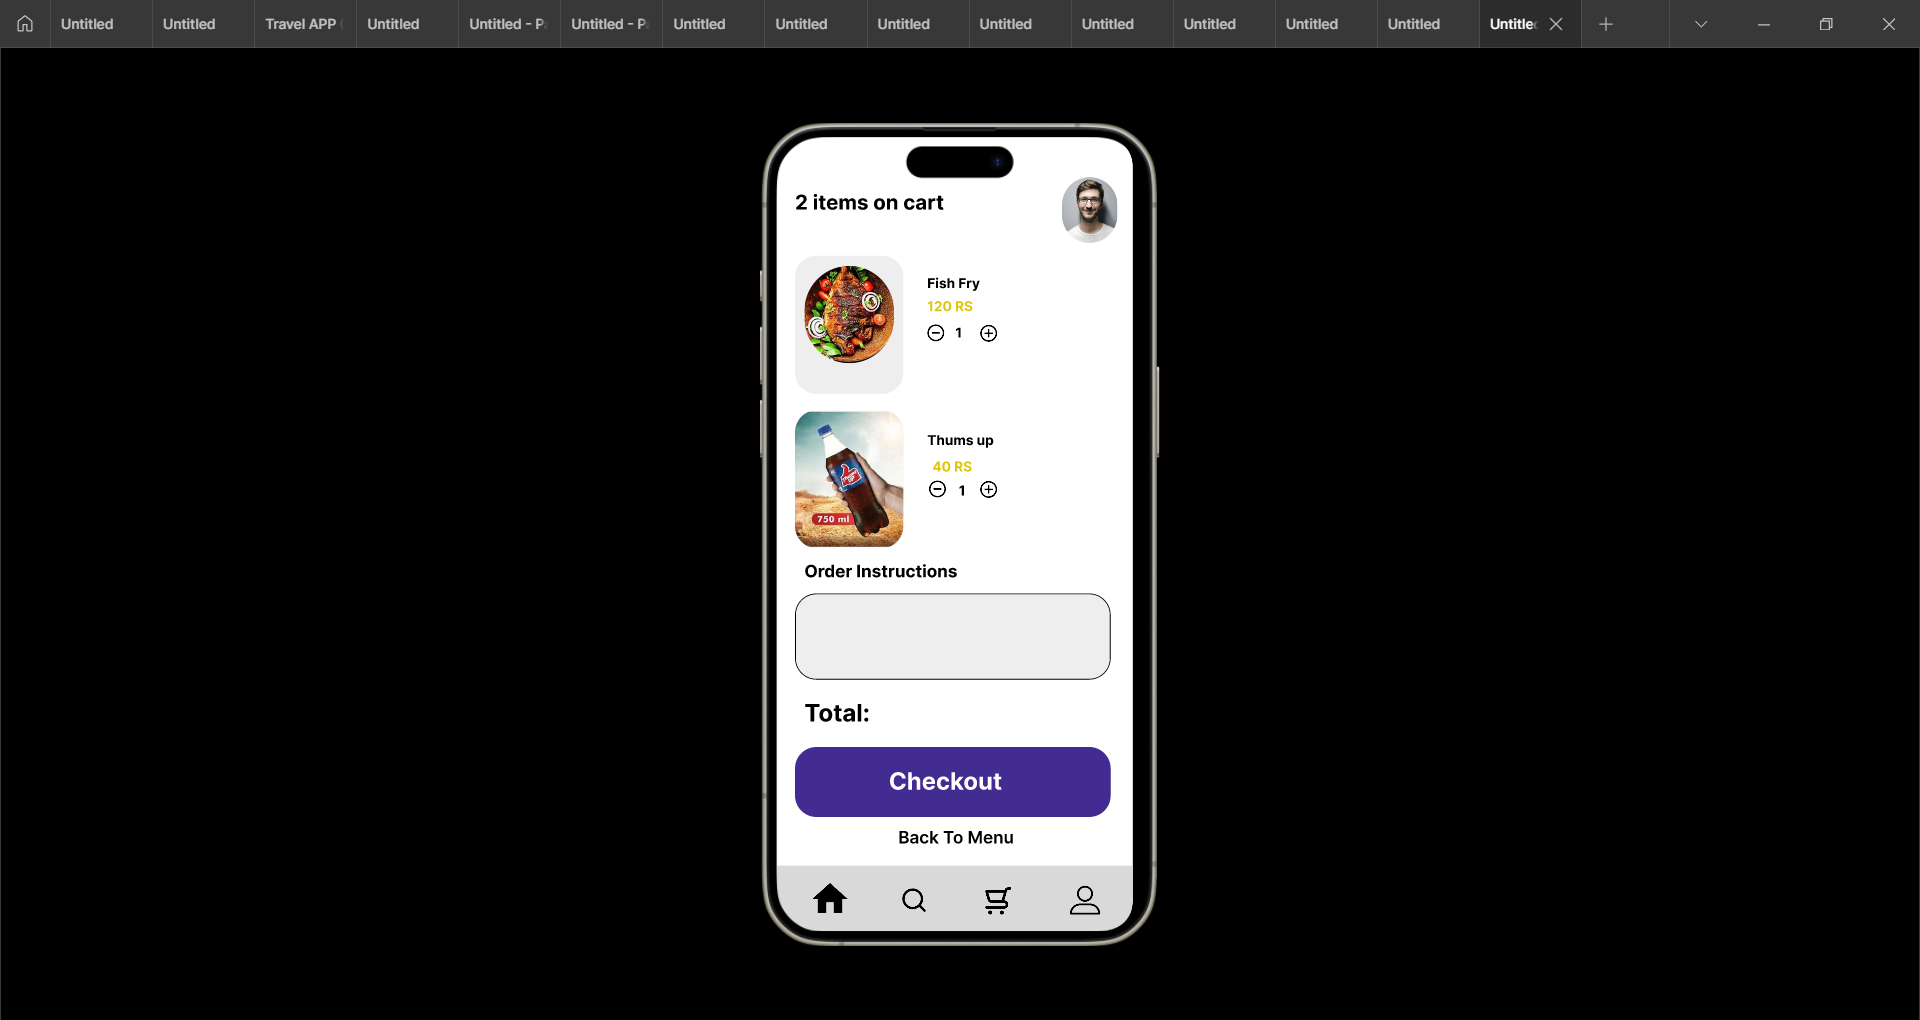 Untitled
Untitled
Travel APP
Untitled
Untitled - P
Untitled - P
Untitled
Untitled
Untitled
Untitled
Untitled
Untitled
Untitled
Untitled
Untitle
2 items on cart
Fish Fry
120 RS
1
Thums up
40 RS
1
750 ml
Order Instructions
Total:
Checkout
Back To Menu